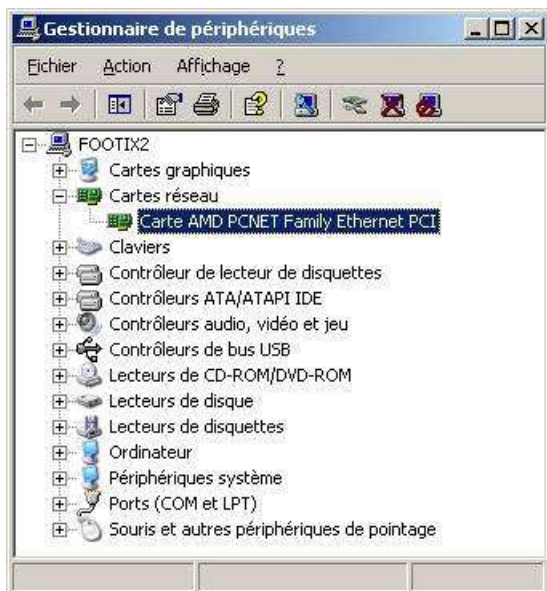 Gestionnaire de périphériques
Fichier Action Affichage ?
FOOTIX2
Cartes graphiques
Cartes réseau
Carte AMD PCNET Family Ethernet PCI
Claviers
Contrôleur de lecteur de disquettes
Contrôleurs ATA/ATAPI IDE
Contrôleurs audio, vidéo et jeu
Contrôleurs de bus USB
Lecteurs de CD-ROM/DVD-ROM
Lecteurs de disque
Lecteurs de disquettes
Ordinateur
Périphériques système
Ports (COM et LPT)
Souris et autres périphériques de pointage